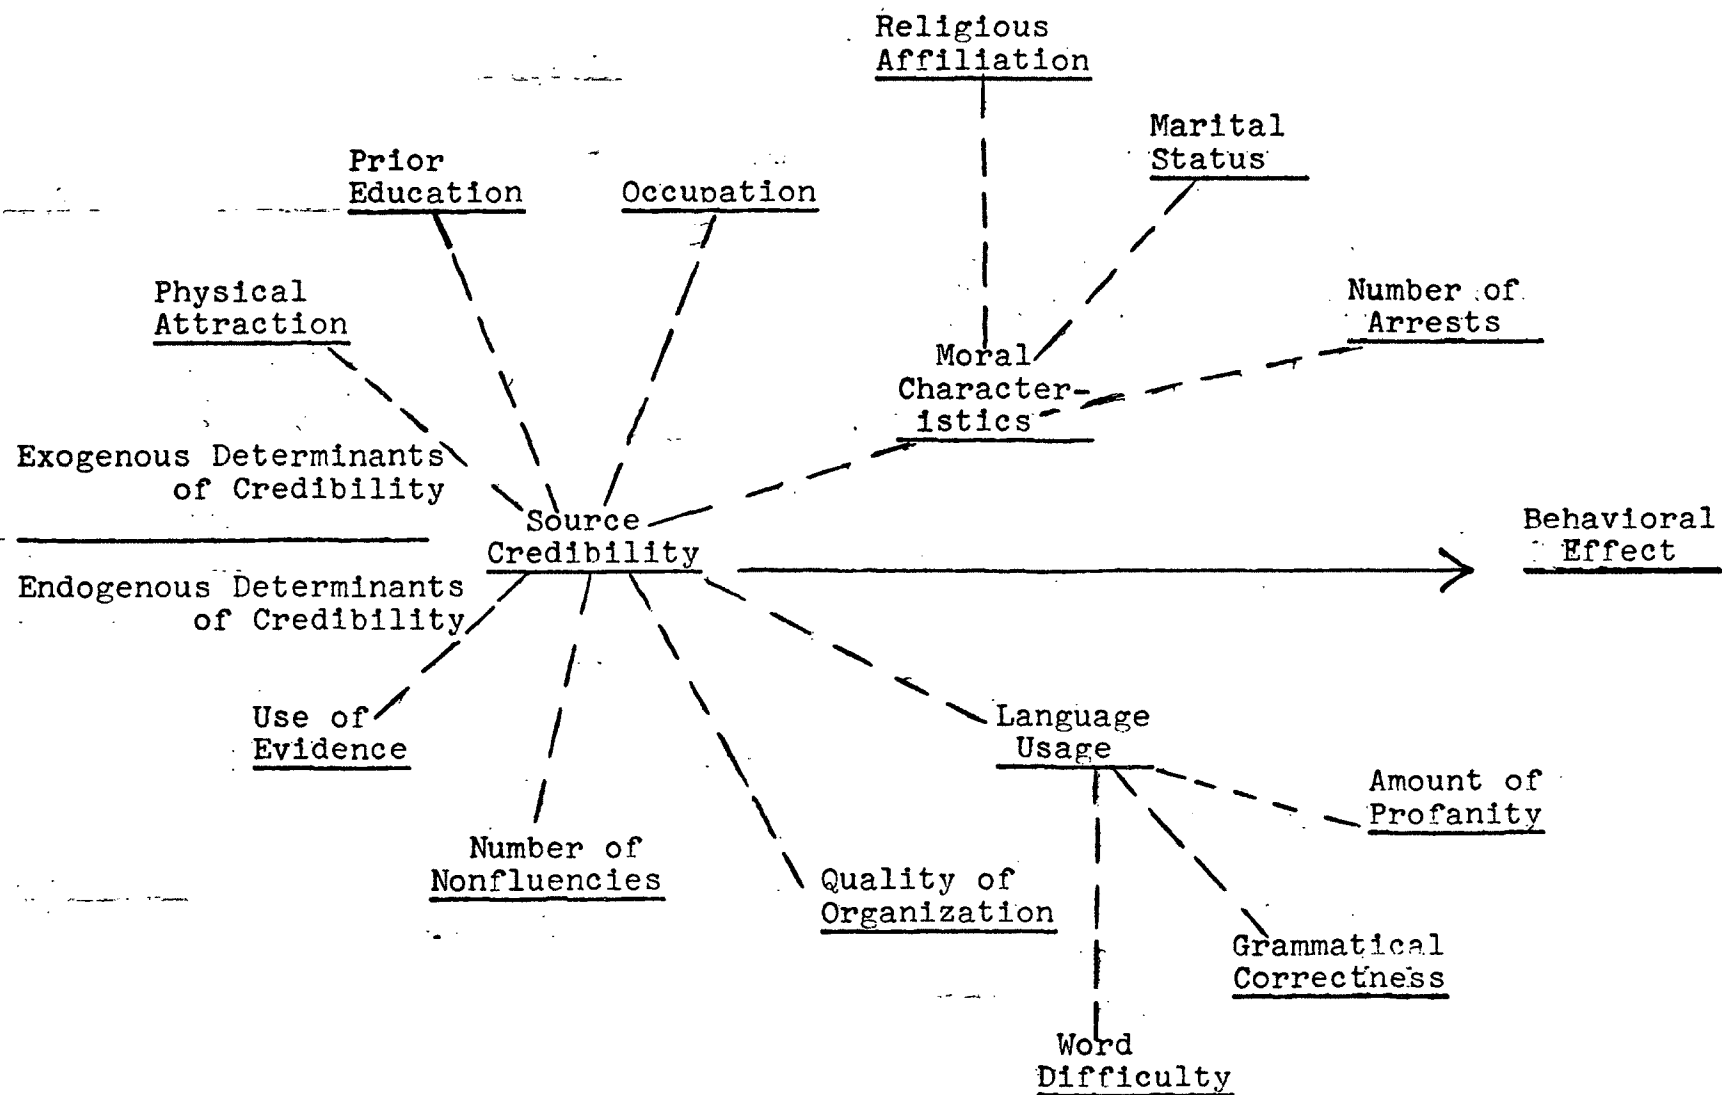 Religious
Affiliation
Marital
Status
Prior
Education
Occupation
Physical
Attraction
Number of
Arrests
Moral
Character-
istics
Exogenous Determinants
of Credibility
Source
Credibility
Behavioral
Effect
Endogenous Determinants
of Credibility
Use of
Evidence
Language
Usage
Amount of
Profanity
Number of
Nonfluencies
Quality of
Organization
Grammatical
Correctness
Word
Difficulty